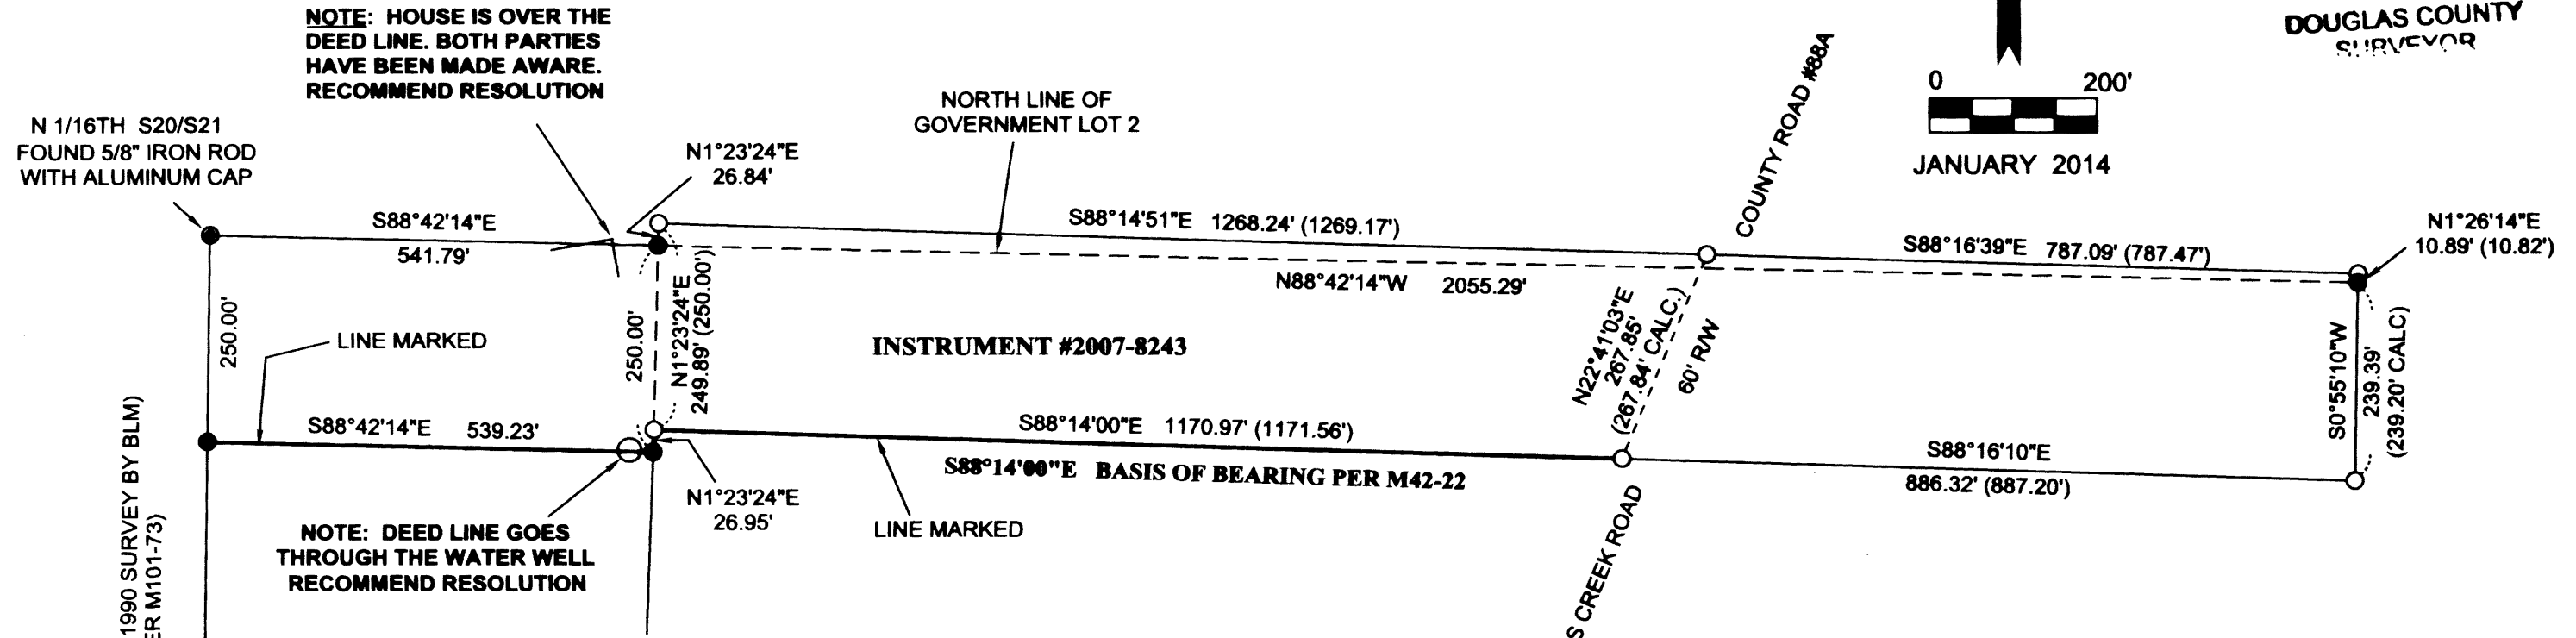 NOTE: HOUSE IS OVER THE
DEED LINE. BOTH PARTIES
HAVE BEEN MADE AWARE.
RECOMMEND RESOLUTION
DOUGLAS COUNTY
SURVEYOR
0 200'
JANUARY 2014
COUNTY ROAD #88A
N 1/16TH S20/S21
FOUND 5/8" IRON ROD
WITH ALUMINUM CAP
N1°23'24"E
26.84'
NORTH LINE OF
GOVERNMENT LOT 2
S88°42'14"E
541.79'
S88°14'51"E 1268.24' (1269.17')
S88°16'39"E 787.09' (787.47')
N1°26'14"E
10.89' (10.82')
N88°42'14"W 2055.29'
250.00'
LINE MARKED
250.00'
N1°23'24"E
249.89' (250.00')
INSTRUMENT #2007-8243
N22°41'03"E
267.85'
(267.84' CALC.)
60' R/W
S0°55'10"W
239.39'
(239.20' CALC)
S88°42'14"E 539.23'
S88°14'00"E 1170.97' (1171.56')
S88°14'00"E BASIS OF BEARING PER M42-22
S88°16'10"E
886.32' (887.20')
N1°23'24"E
26.95'
LINE MARKED
NOTE: DEED LINE GOES
THROUGH THE WATER WELL
RECOMMEND RESOLUTION
1990 SURVEY BY BLM)
ER M101-73)
S CREEK ROAD